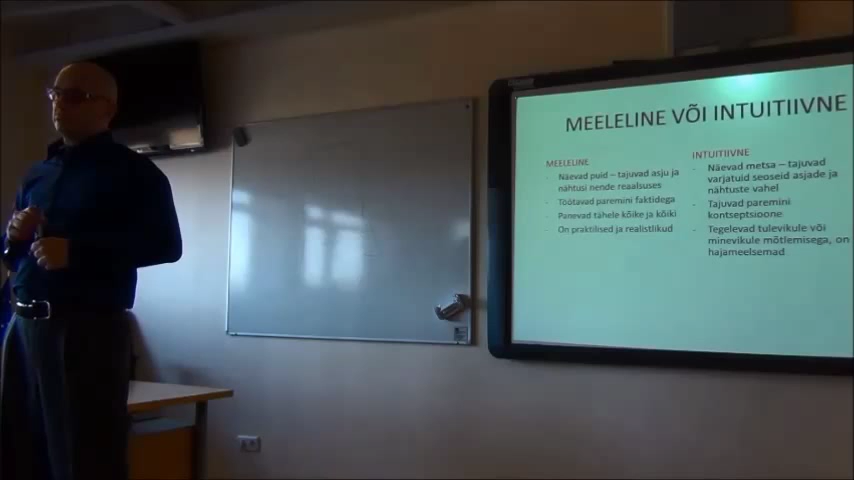 MEELELINE VÕI INTUITIIVNE
MEELELINE
- Näevad puid – tajuvad asju ja
nähtusi nende reaalsuses
- Töötavad paremini faktidega
- Panevad tähele kõike ja kõiki
- On praktilised ja realistlikud
INTUITIIVNE
- Näevad metsa – tajuvad
varjatuid seoseid asjade ja
nähtuste vahel
- Tajuvad paremini
kontseptsioone
- Tegelevad tulevikule või
minevikule mõtlemisega, on
hajameelsemad